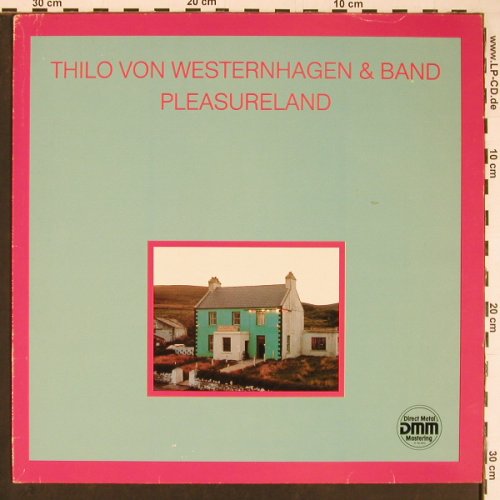 30 cm
20 cm
10 cm
THILO VON WESTERNHAGEN & BAND
PLEASURELAND
Direct Metal
DMM
Mastering
www.LP-CD.de
10 cm
20 cm
30 cm